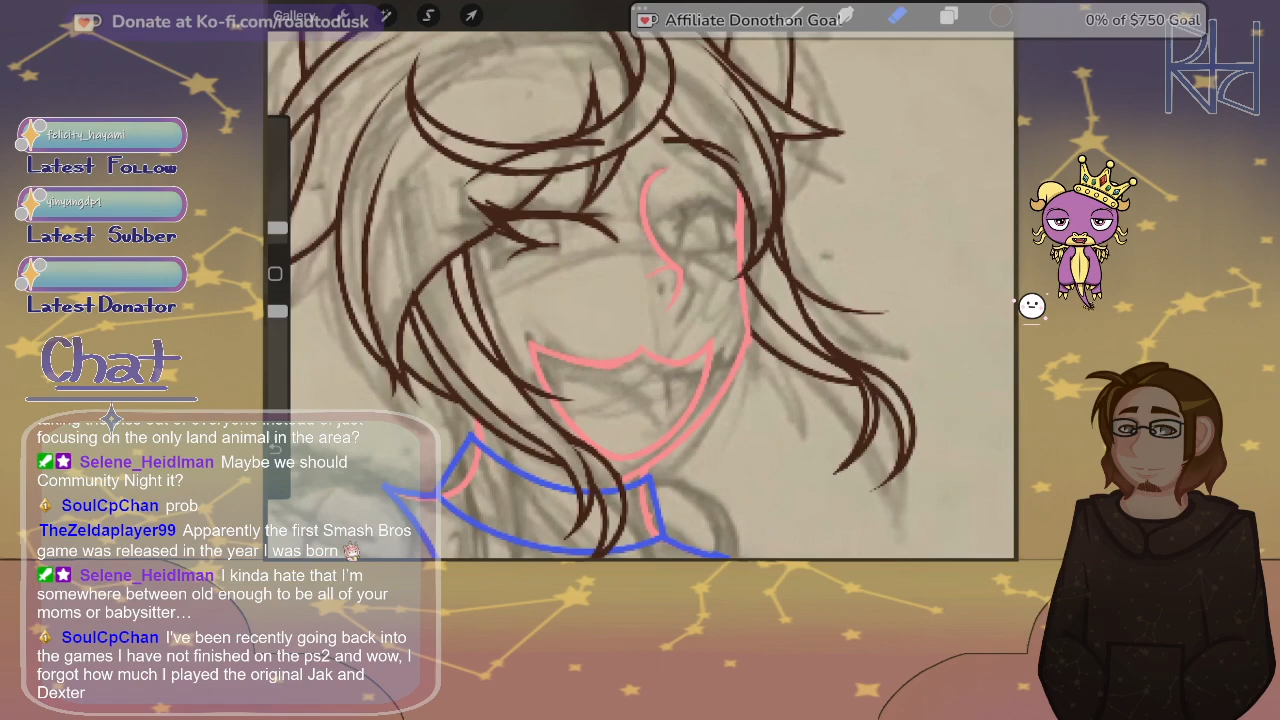 Gallery
Donate at Ko-fi.com/roadtodusk
Affiliate Donothon Goal
0% of $750 Goal
felicity_hayami
Latest Follow
yinyangdp1
Latest Subber
Latest Donator
Chat
focusing on the only land animal in the area?
Selene_Heidlman Maybe we should
Community Night it?
SoulCpChan prob
TheZeldaplayer99 Apparently the first Smash Bros
game was released in the year I was born
Selene_Heidlman I kinda hate that I'm
somewhere between old enough to be all of your
moms or babysitter…
SoulCpChan I've been recently going back into
the games I have not finished on the ps2 and wow, I
forgot how much I played the original Jak and
Dexter